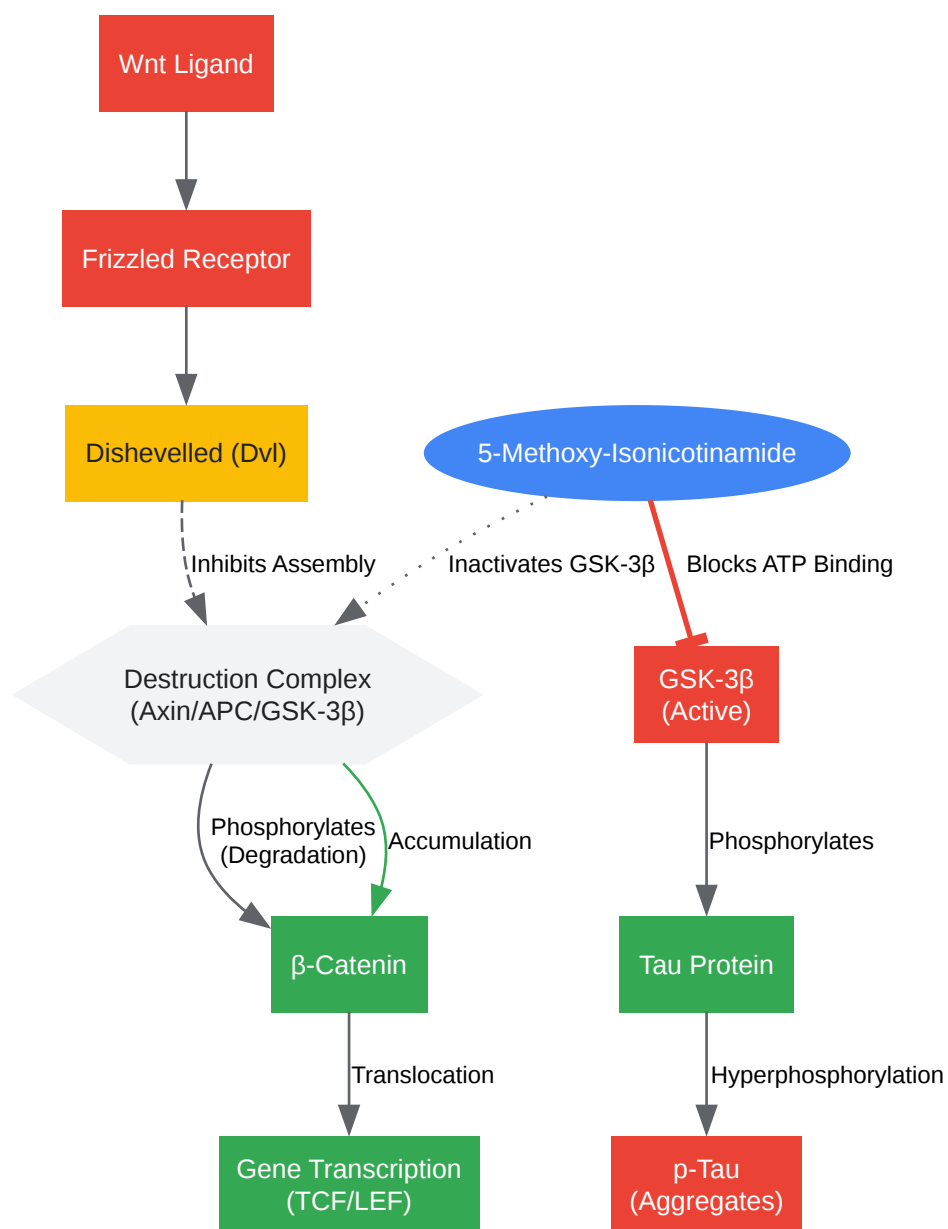 Wnt Ligand
Frizzled Receptor
Dishevelled (Dvl)
5-Methoxy-Isonicotinamide
Inhibits Assembly
Inactivates GSK-3β
Blocks ATP Binding
Destruction Complex
(Axin/APC/GSK-3β)
GSK-3β
(Active)
Phosphorylates
(Degradation)
Accumulation
Phosphorylates
β-Catenin
Tau Protein
Translocation
Hyperphosphorylation
Gene Transcription
(TCF/LEF)
p-Tau
(Aggregates)